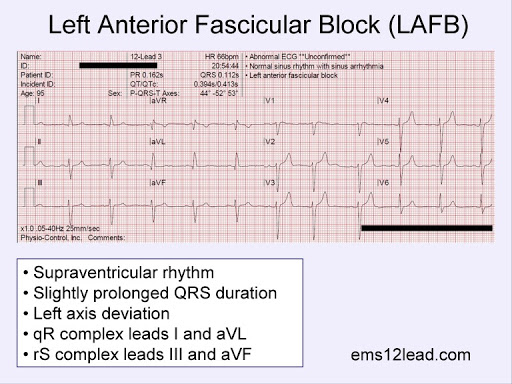 Left Anterior Fascicular Block (LAFB)
Name: 12-Lead 3 HR 66bpm • Abnormal ECG **Unconfirmed**
ID: 20:54:44 • Normal sinus rhythm with sinus arrhythmia
Patient ID: PR 0.162s QRS 0.112s • Left anterior fascicular block
Incident ID: QT/QTc: 0.394s/0.413s
Age: 95 Sex: P-QRS-T Axes: 44° -52° 53°
I aVR V1 V4
II aVL V2 V5
III aVF V3 V6
x1.0 .05-40Hz 25mm/sec
Physio-Control, Inc. Comments:
• Supraventricular rhythm
• Slightly prolonged QRS duration
• Left axis deviation
• qR complex leads I and aVL
• rS complex leads III and aVF
ems12lead.com